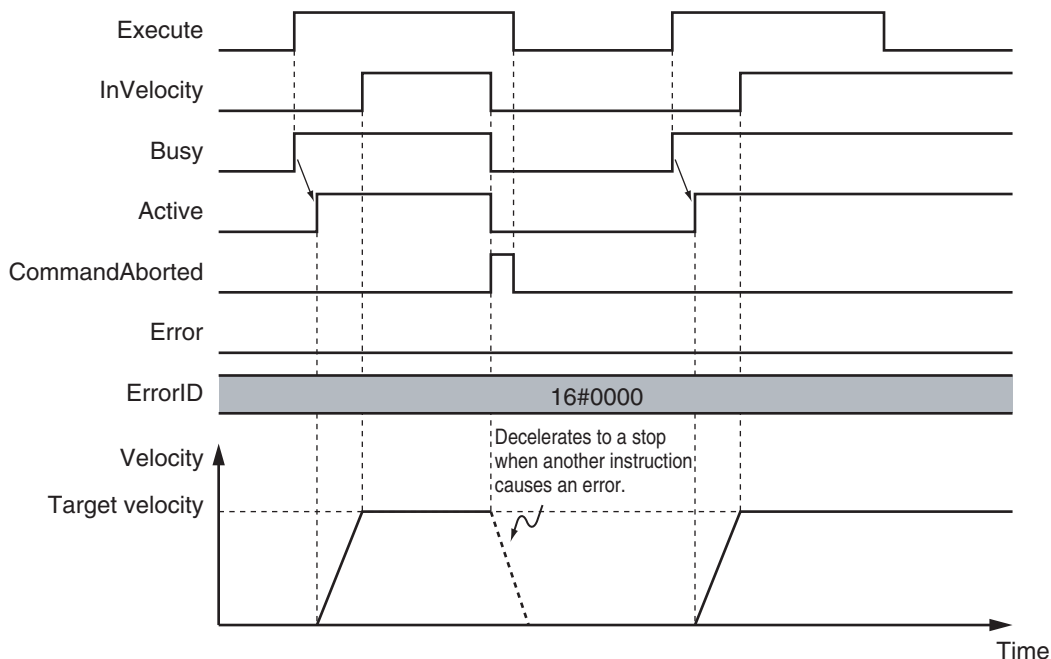 Execute
InVelocity
Busy
Active
CommandAborted
Error
ErrorID
16#0000
Decelerates to a stop
when another instruction
causes an error.
Velocity
Target velocity
Time